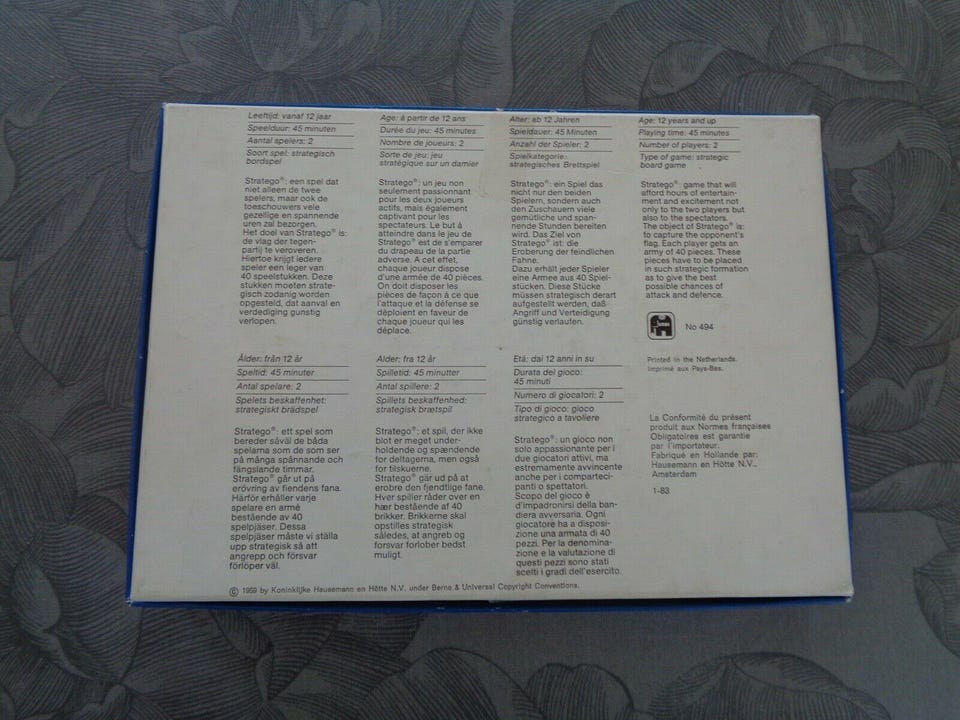 Leeftijd: vanaf 12 jaar
Speelduur: 45 minuten
Aantal spelers: 2
Soort spel: strategisch
bordspel
Stratego®: een spel dat
niet alleen de twee
spelers, maar ook de
toeschouwers vele
gezellige en spannende
uren zal bezorgen.
Het doel van Stratego® is:
de vlag der tegen-
partij te veroveren.
Hiertoe krijgt iedere
speler een leger van
40 speelstukken. Deze
stukken moeten strate-
gisch zodanig worden
opgesteld, dat aanval en
verdediging gunstig
verlopen.
Age: à partir de 12 ans
Durée du jeu: 45 minutes
Nombre de joueurs: 2
Sorte de jeu: jeu
stratégique sur un damier
Stratego®: un jeu non
seulement passionnant
pour les deux joueurs
actifs, mais également
captivant pour les
spectateurs. Le but à
atteindre dans le jeu de
Stratego® est de s'emparer
du drapeau de la partie
adverse. A cet effet,
chaque joueur dispose
d'une armée de 40 pièces.
On doit disposer les
pièces de façon à ce que
l'attaque et la défense se
déploient en faveur de
chaque joueur qui les
déplace.
Alter: ab 12 Jahren
Spieldauer: 45 Minuten
Anzahl der Spieler: 2
Spielkategorie:
strategisches Brettspiel
Stratego®: ein Spiel das
nicht nur den beiden
Spielern, sondern auch
den Zuschauern viele
gemütliche und span-
nende Stunden bereiten
wird. Das Ziel von
Stratego® ist: die
Eroberung der feindlichen
Fahne.
Dazu erhält jeder Spieler
eine Armee aus 40 Spiel-
stücken. Diese Stücke
müssen strategisch derart
aufgestellt werden, daß
Angriff und Verteidigung
günstig verlaufen.
Age: 12 years and up
Playing time: 45 minutes
Number of players: 2
Type of game: strategic
board game
Stratego®: game that will
afford hours of entertain-
ment and excitement not
only to the two players but
also to the spectators.
The object of Stratego® is:
to capture the opponent's
flag. Each player gets an
army of 40 pieces. These
pieces have to be placed
in such strategic formation
as to give the best
possible chances of
attack and defence.
Jumbo
No 494
Printed in the Netherlands.
Imprimé aux Pays-Bas.
Ålder: från 12 år
Speltid: 45 minuter
Antal spelare: 2
Spelets beskaffenhet:
strategiskt brädspel
Stratego®: ett spel som
bereder såväl de båda
spelarna som de som ser
på många spännande och
fängslande timmar.
Stratego® går ut på
erövring av fiendens fana.
Härför erhåller varje
spelare en armé
bestående av 40
spelpjäser. Dessa
spelpjäser måste vi ställa
upp strategisk så att
angrepp och försvar
förlöper väl.
Alder: fra 12 år
Spilletid: 45 minutter
Antal spillere: 2
Spillets beskaffenhed:
strategisk brætspil
Stratego®: et spil, der ikke
blot er meget under-
holdende og spændende
for deltagerne, men også
for tilskuerne.
Stratego® går ud på at
erobre den fjendtlige fane.
Hver spiller råder over en
hær bestående af 40
brikker. Brikkerne skal
opstilles strategisk
således, at angreb og
forsvar forlober bedst
muligt.
Etá: dai 12 anni in su
Durata del gioco:
45 minuti
Numero di giocatori: 2
Tipo di gioco: gioco
strategico a tavoliere
Stratego®: un gioco non
solo appassionante per i
due giocatori attivi, ma
estremamente avvincente
anche per i comparteci-
panti o spettatori.
Scopo del gioco è
d'impadronirsi della ban-
diera avversaria. Ogni
giocatore ha a disposi-
zione una armata di 40
pezzi. Per la denomina-
zione e la valutazione di
questi pezzi sono stati
scelti i gradi dell'esercito.
La Conformité du présent
produit aux Normes françaises
Obligatoires est garantie
par l'importateur.
Fabriqué en Hollande par:
Hausemann en Hötte N.V.,
Amsterdam
1-83
© 1959 by Koninklijke Hausemann en Hötte N.V. under Berne & Universal Copyright Conventions.